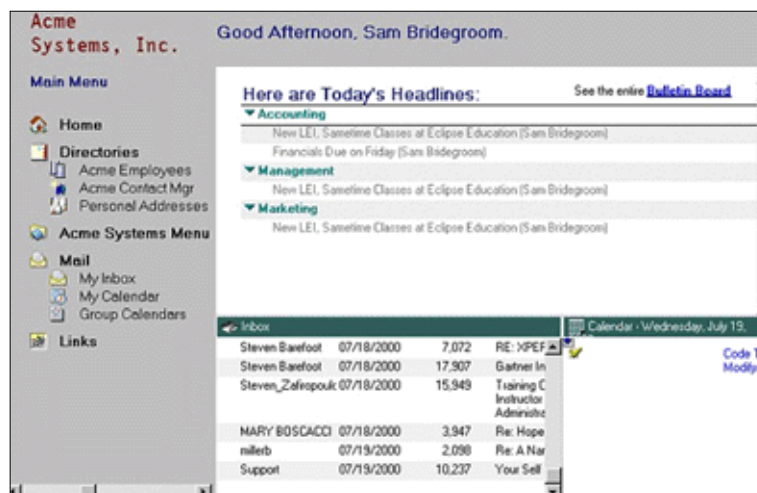 Acme
Systems, Inc.
Good Afternoon, Sam Bridegroom.
Main Menu
Home
Directories
Acme Employees
Acme Contact Mgr
Personal Addresses
Acme Systems Menu
Mail
My Inbox
My Calendar
Group Calendars
Links
Here are Today's Headlines:
See the entire Bulletin Board
Accounting
New LEI, Sametime Classes at Eclipse Education (Sam Bridegroom)
Financials Due on Friday (Sam Bridegroom)
Management
New LEI, Sametime Classes at Eclipse Education (Sam Bridegroom)
Marketing
New LEI, Sametime Classes at Eclipse Education (Sam Bridegroom)
Inbox
Steven Barefoot 07/18/2000 7,072 RE: XPEF
Steven Barefoot 07/18/2000 17,907 Gartner In
Steven_Zafiropoulc 07/18/2000 15,949 Training C
Instructor
Administra
MARY BOSCACCI 07/18/2000 3,947 Re: Hope
millerb 07/19/2000 2,098 Re: A Nar
Support 07/19/2000 10,237 Your Self
Calendar - Wednesday, July 19,
Code T
Modify